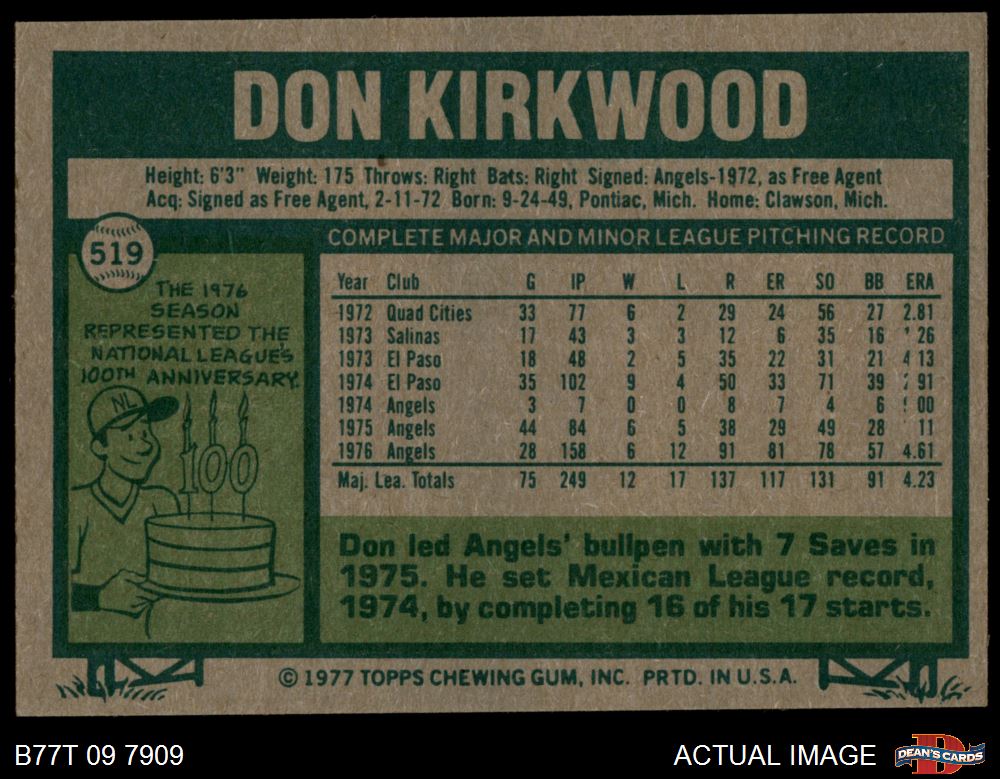 DON KIRKWOOD
Height: 6'3" Weight: 175 Throws: Right Bats: Right Signed: Angels-1972, as Free Agent
Acq: Signed as Free Agent, 2-11-72 Born: 9-24-49, Pontiac, Mich. Home: Clawson, Mich.
519
THE 1976
SEASON
REPRESENTED THE
NATIONAL LEAGUE'S
100TH ANNIVERSARY.
NL
100
COMPLETE MAJOR AND MINOR LEAGUE PITCHING RECORD
Year Club G IP W L R ER SO BB ERA
1972 Quad Cities 33 77 6 2 29 24 56 27 2.81
1973 Salinas 17 43 3 3 12 6 35 16 26
1973 El Paso 18 48 2 5 35 22 31 21 4 13
1974 El Paso 35 102 9 4 50 33 71 39 91
1974 Angels 3 7 0 0 8 7 4 6 00
1975 Angels 44 84 6 5 38 29 49 28 11
1976 Angels 28 158 6 12 91 81 78 57 4.61
Maj. Lea. Totals 75 249 12 17 137 117 131 91 4.23
Don led Angels' bullpen with 7 Saves in
1975. He set Mexican League record,
1974, by completing 16 of his 17 starts.
© 1977 TOPPS CHEWING GUM, INC. PRTD. IN U.S.A.
B77T 09 7909
ACTUAL IMAGE
DEAN'S CARDS